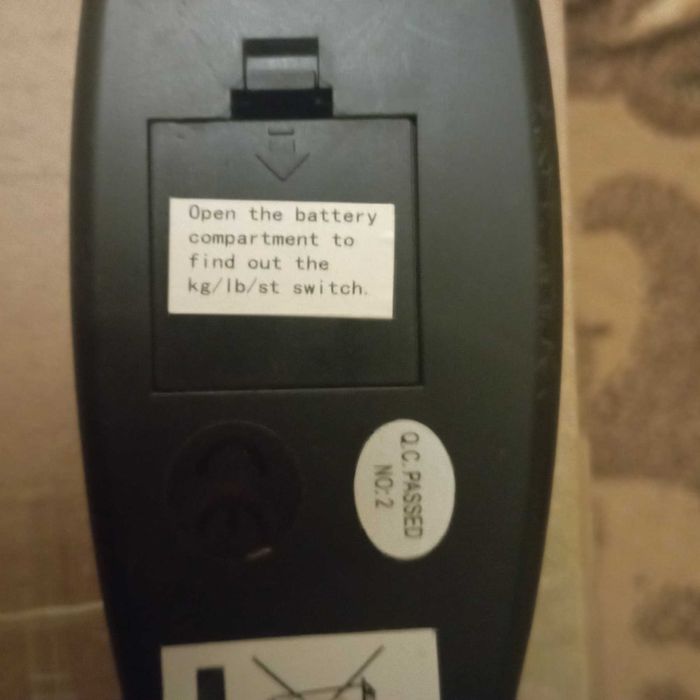 Open the battery
compartment to
find out the
kg/lb/st switch.
Q.C.PASSED
NO:2